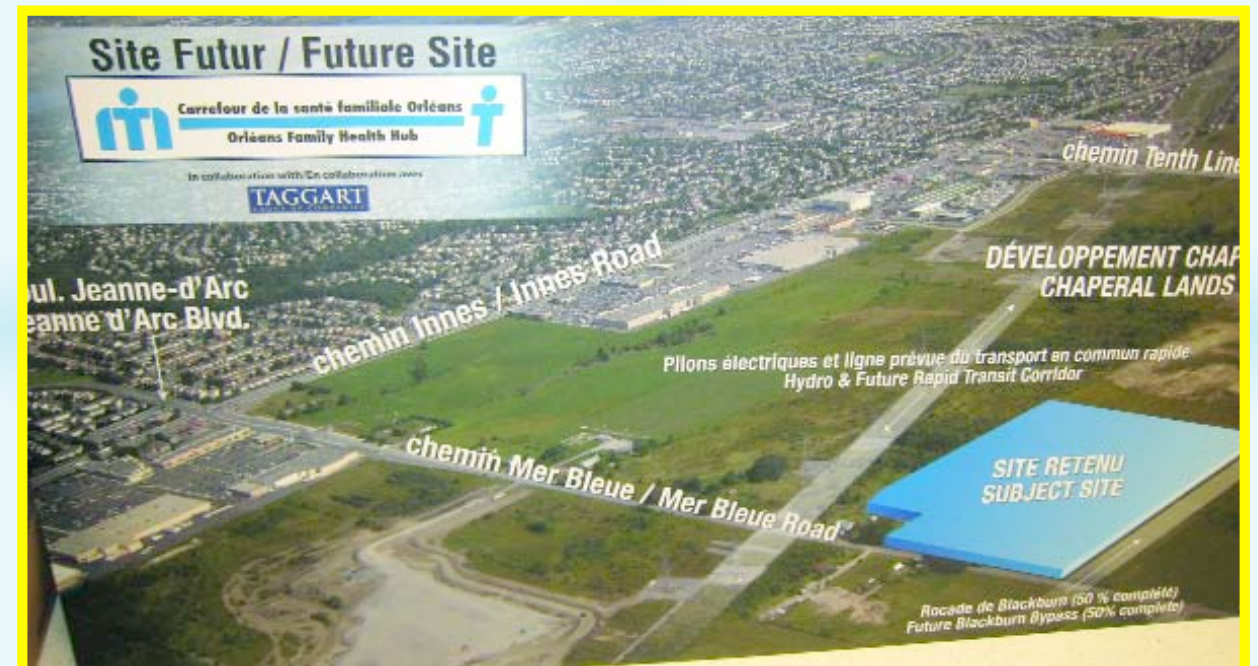 Site Futur / Future Site
Carrefour de la santé familiale Orléans
Orléans Family Health Hub
In collaboration with/En collaboration avec
TAGGART
chemin Tenth Line
DÉVELOPPEMENT CHAP
CHAPERAL LANDS
oul. Jeanne-d'Arc
eanne d'Arc Blvd.
chemin Innes / Innes Road
Pilons électriques et ligne prévue du transport en commun rapide
Hydro & Future Rapid Transit Corridor
chemin Mer Bleue / Mer Bleue Road
SITE RETENU
SUBJECT SITE
Rocade de Blackburn (50 % complété)
Future Blackburn Bypass (50% complete)